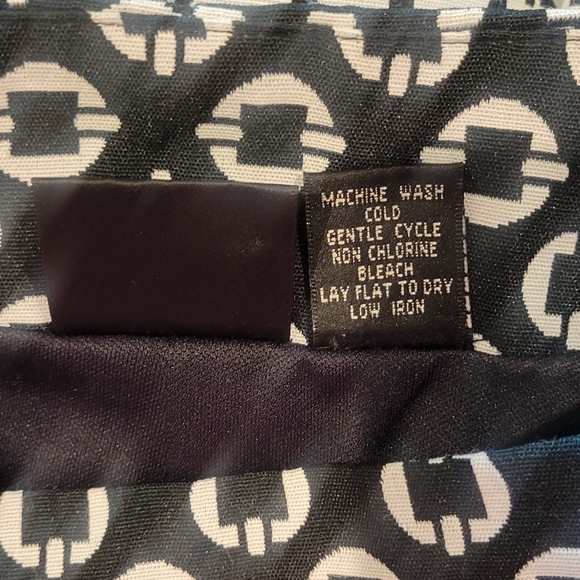 MACHINE WASH
COLD
GENTLE CYCLE
NON CHLORINE
BLEACH
LAY FLAT TO DRY
LOW IRON